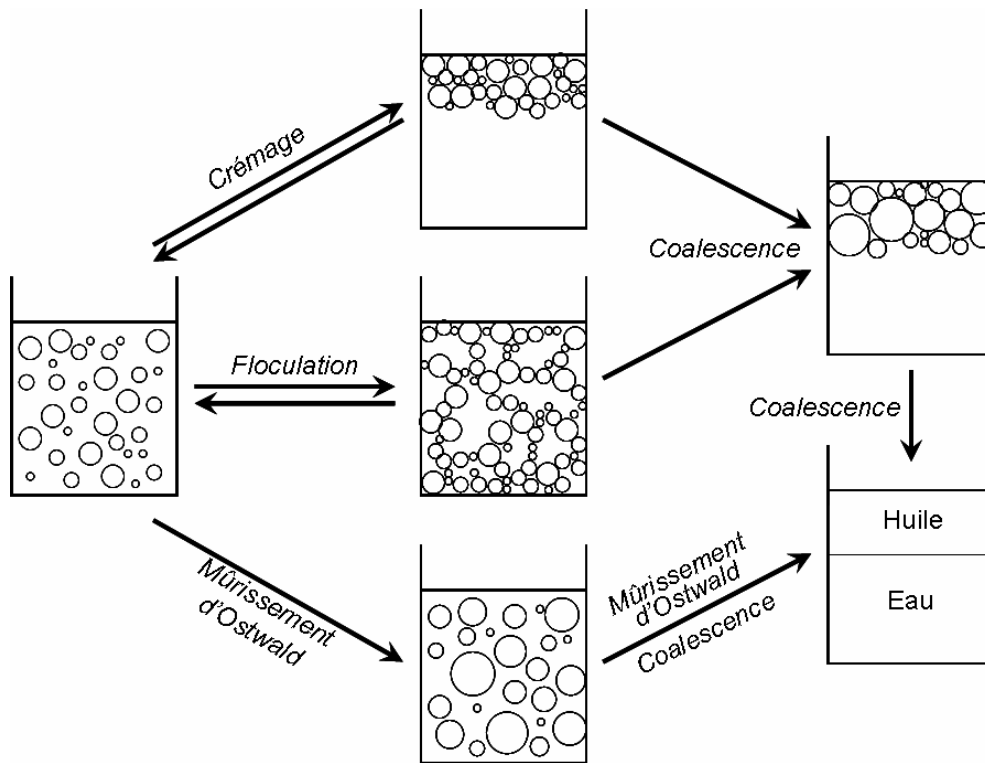 Crémage
Coalescence
Floculation
Coalescence
Huile
Mûrissement
d'Ostwald
Mûrissement
d'Ostwald
Coalescence
Eau